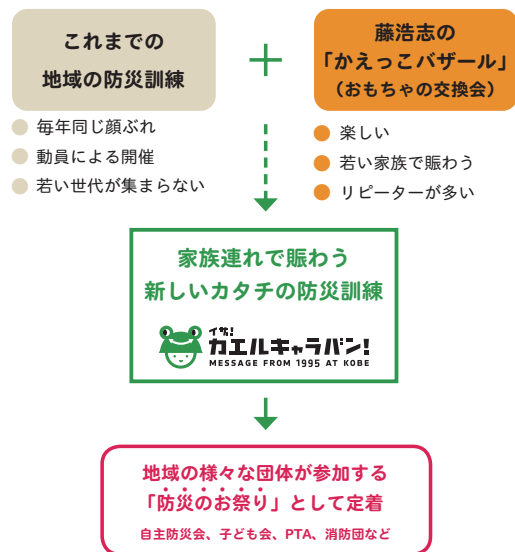 これまでの
地域の防災訓練
+
藤浩志の
「かえっこバザール」
(おもちゃの交換会)
毎年同じ顔ぶれ
動員による開催
若い世代が集まらない
楽しい
若い家族で賑わう
リピーターが多い
家族連れで賑わう
新しいカタチの防災訓練
イザ!
カエルキャラバン!
MESSAGE FROM 1995 AT KOBE
地域の様々な団体が参加する
「防災のお祭り」として定着
自主防災会、子ども会、PTA、消防団など